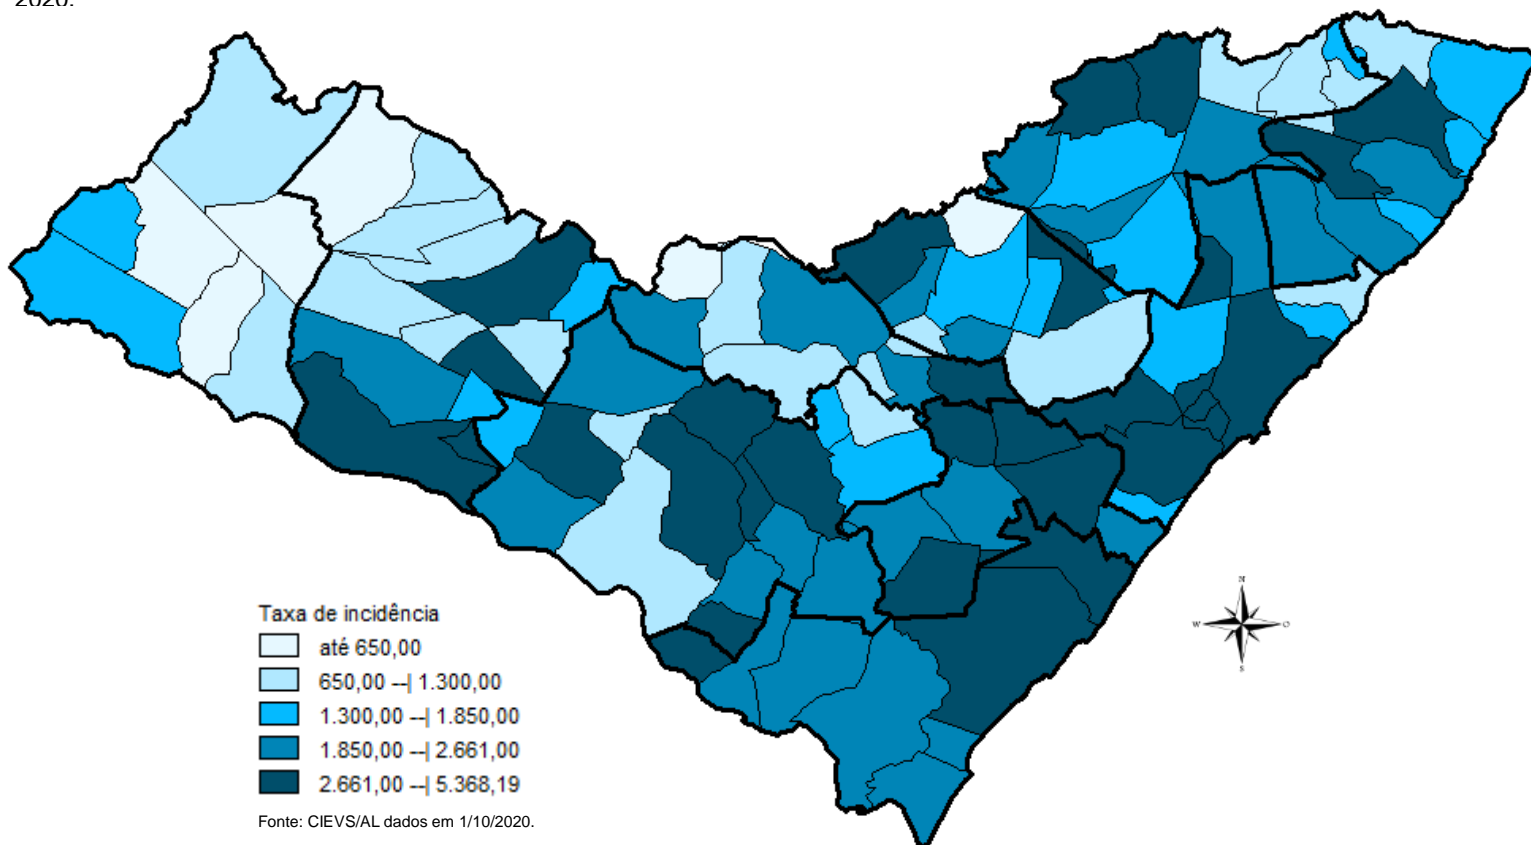 2020.
Taxa de incidência
até 650,00
650,00 --| 1.300,00
1.300,00 --| 1.850,00
1.850,00 --| 2.661,00
2.661,00 --| 5.368,19
Fonte: CIEVS/AL dados em 1/10/2020.
N
W
O
S